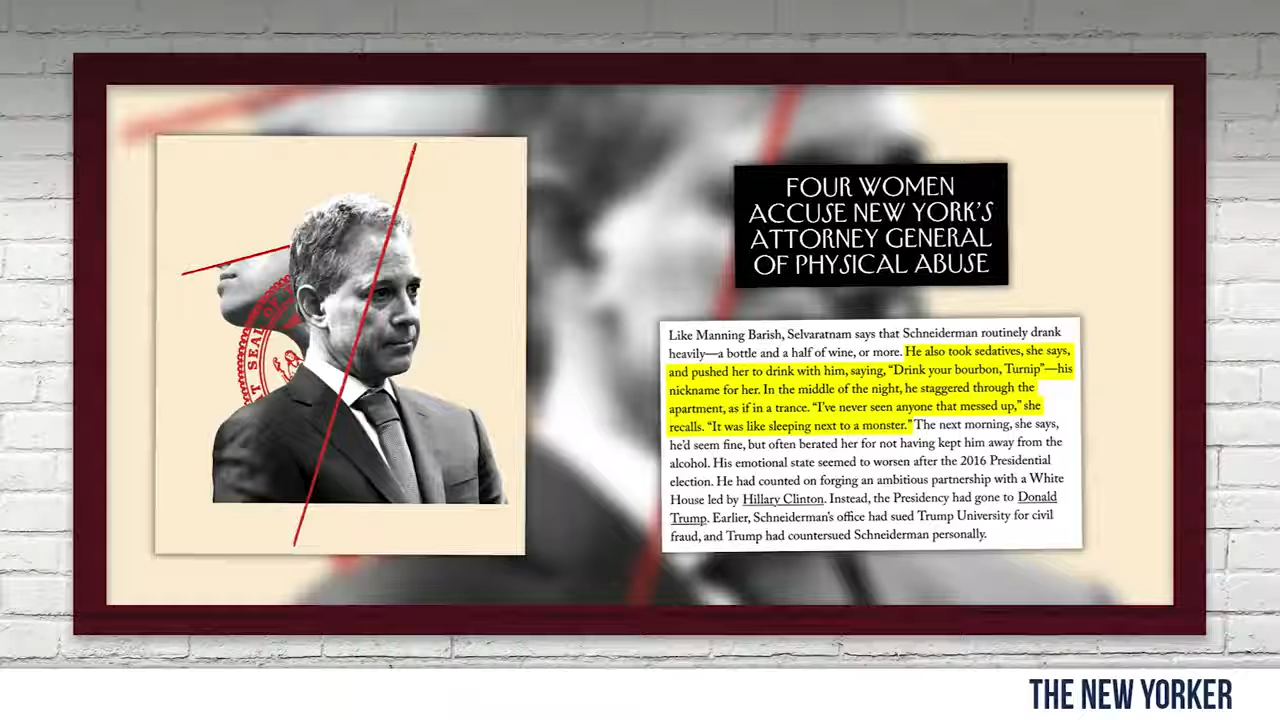 FOUR WOMEN
ACCUSE NEW YORK'S
ATTORNEY GENERAL
OF PHYSICAL ABUSE
Like Manning Barish, Selvaratnam says that Schneiderman routinely drank
heavily—a bottle and a half of wine, or more. He also took sedatives, she says,
and pushed her to drink with him, saying, “Drink your bourbon, Turnip”—his
nickname for her. In the middle of the night, he staggered through the
apartment, as if in a trance. “I've never seen anyone that messed up,” she
recalls. “It was like sleeping next to a monster.” The next morning, she says,
he'd seem fine, but often berated her for not having kept him away from the
alcohol. His emotional state seemed to worsen after the 2016 Presidential
election. He had counted on forging an ambitious partnership with a White
House led by Hillary Clinton. Instead, the Presidency had gone to Donald
Trump. Earlier, Schneiderman's office had sued Trump University for civil
fraud, and Trump had countersued Schneiderman personally.
THE NEW YORKER